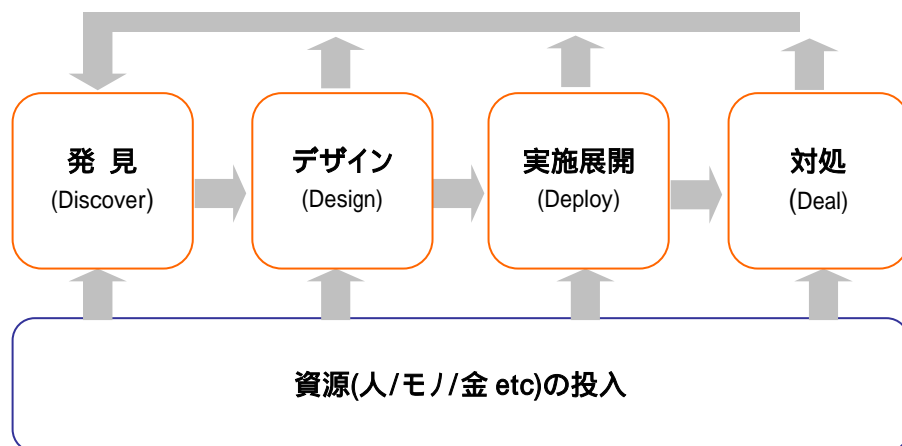 発 見
(Discover)
デザイン
(Design)
実施展開
(Deploy)
対処
(Deal)
資源(人/モノ/金 etc)の投入